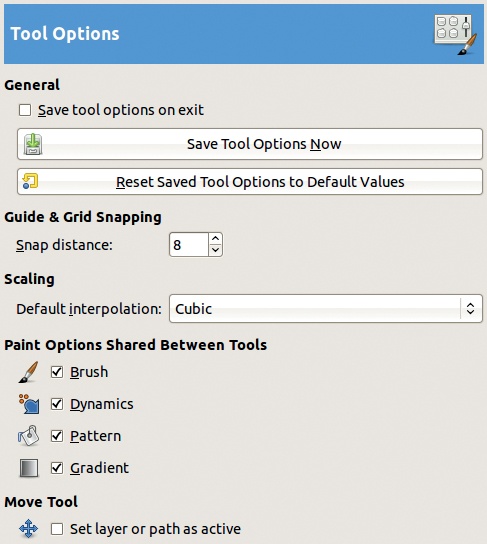 Tool Options
General
Save tool options on exit
Save Tool Options Now
Reset Saved Tool Options to Default Values
Guide & Grid Snapping
Snap distance: 8
Scaling
Default interpolation: Cubic
Paint Options Shared Between Tools
Brush
Dynamics
Pattern
Gradient
Move Tool
Set layer or path as active